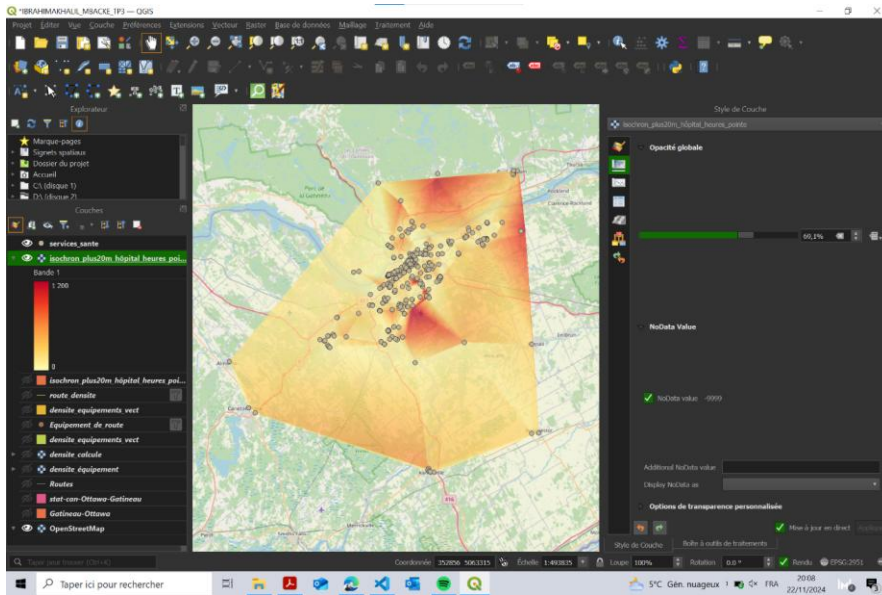 *IBRAHIMAKHALIL_MBACKE_TP3 — QGIS
Projet Éditer Vue Couche Préférences Extensions Vecteur Raster Base de données Maillage Traitement Aide
Explorateur
Marque-pages
Signets spatiaux
Dossier du projet
Accueil
C:\ (disque 1)
D:\ (disque 2)
Couches
services_sante
isochron_plus20m_hôpital_heures_poi...
Bande 1
1 200
0
isochron_plus20m_hôpital_heures_poi...
route_densite
densite_equipements_vect
Equipement_de_route
densite_equipements_vect
densite_calcule
densite_équipement
Routes
stat-can-Ottawa-Gatineau
Gatineau-Ottawa
OpenStreetMap
Style de Couche
isochron_plus20m_hôpital_heures_points
Opacité globale
60,1%
NoData Value
NoData value -9999
Additional NoData value
Display NoData as
Options de transparence personnalisée
Mise à jour en direct
Style de Couche
Boîte à outils de traitements
Coordonnée 352856 5063315
Échelle 1:493835
Loupe 100%
Rotation 0.0 °
Rendu
EPSG:2951
Taper ici pour rechercher
5°C Gén. nuageux
FRA
20:08
22/11/2024